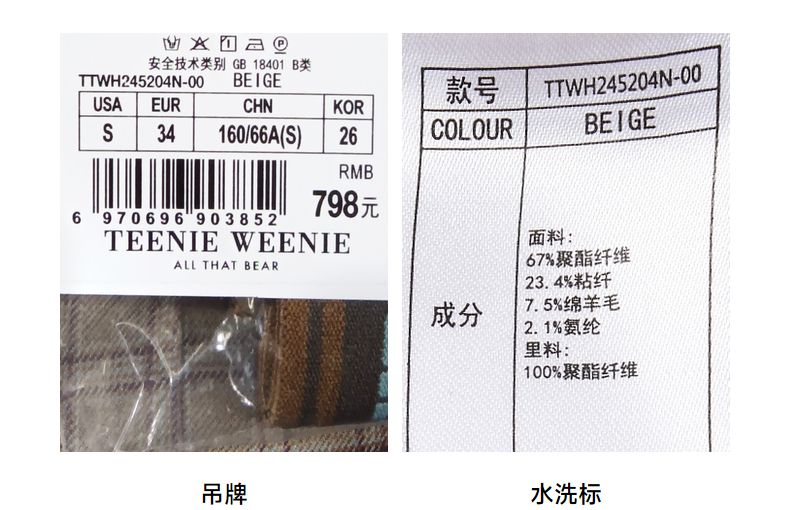 安全技术类别 GB 18401 B类
TTWH245204N-00 BEIGE
USA EUR CHN KOR
S 34 160/66A(S) 26
RMB
798元
6 970696 903852
TEENIE WEENIE
ALL THAT BEAR
吊牌
款号 TTWH245204N-00
COLOUR BEIGE
成分
面料:
67%聚酯纤维
23.4%粘纤
7.5%绵羊毛
2.1%氨纶
里料:
100%聚酯纤维
水洗标